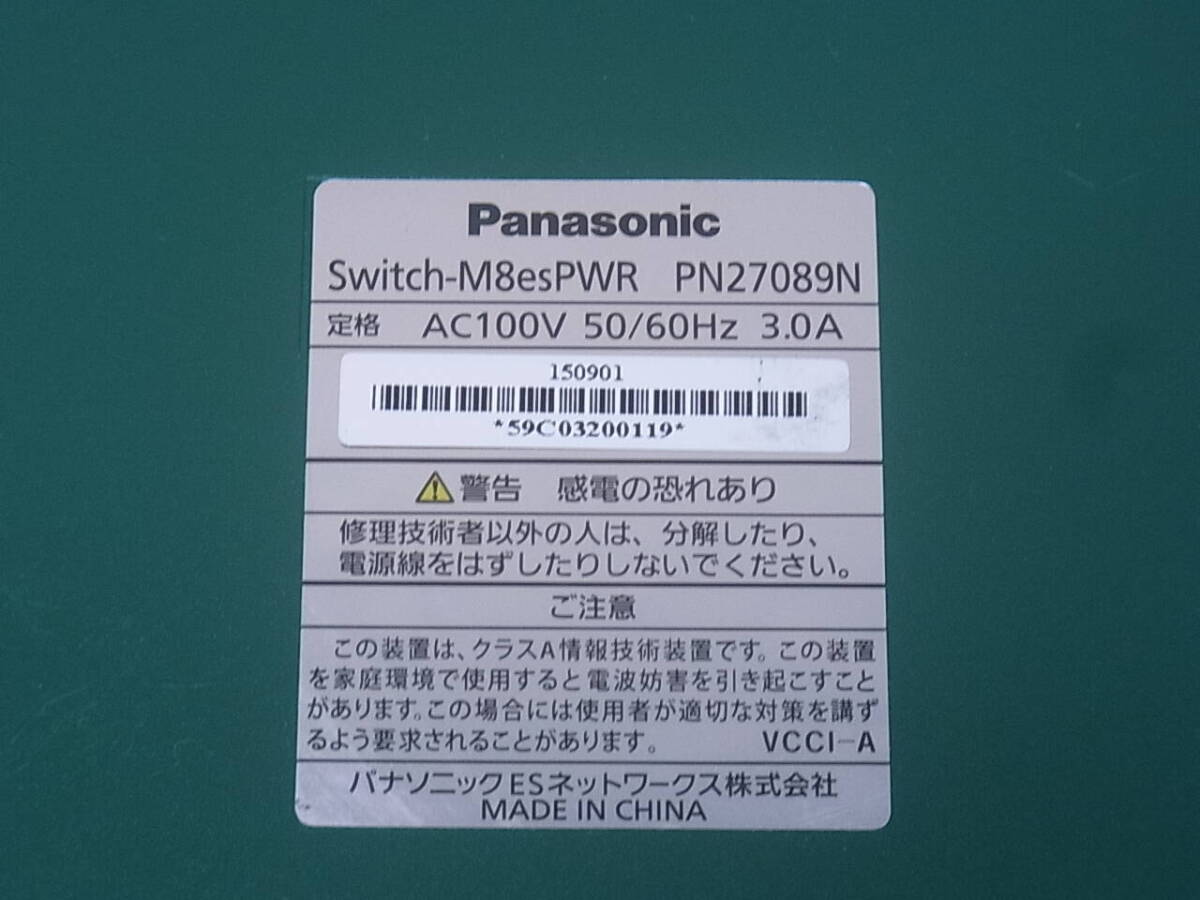 Panasonic
Switch-M8esPWR PN27089N
定格 AC100V 50/60Hz 3.0A
150901
*59C03200119*
警告 感電の恐れあり
修理技術者以外の人は、分解したり、
電源線をはずしたりしないでください。
ご注意
この装置は、クラスA情報技術装置です。この装置
を家庭環境で使用すると電波妨害を引き起こすこと
があります。この場合には使用者が適切な対策を講ず
るよう要求されることがあります。 VCCI-A
パナソニックESネットワークス株式会社
MADE IN CHINA